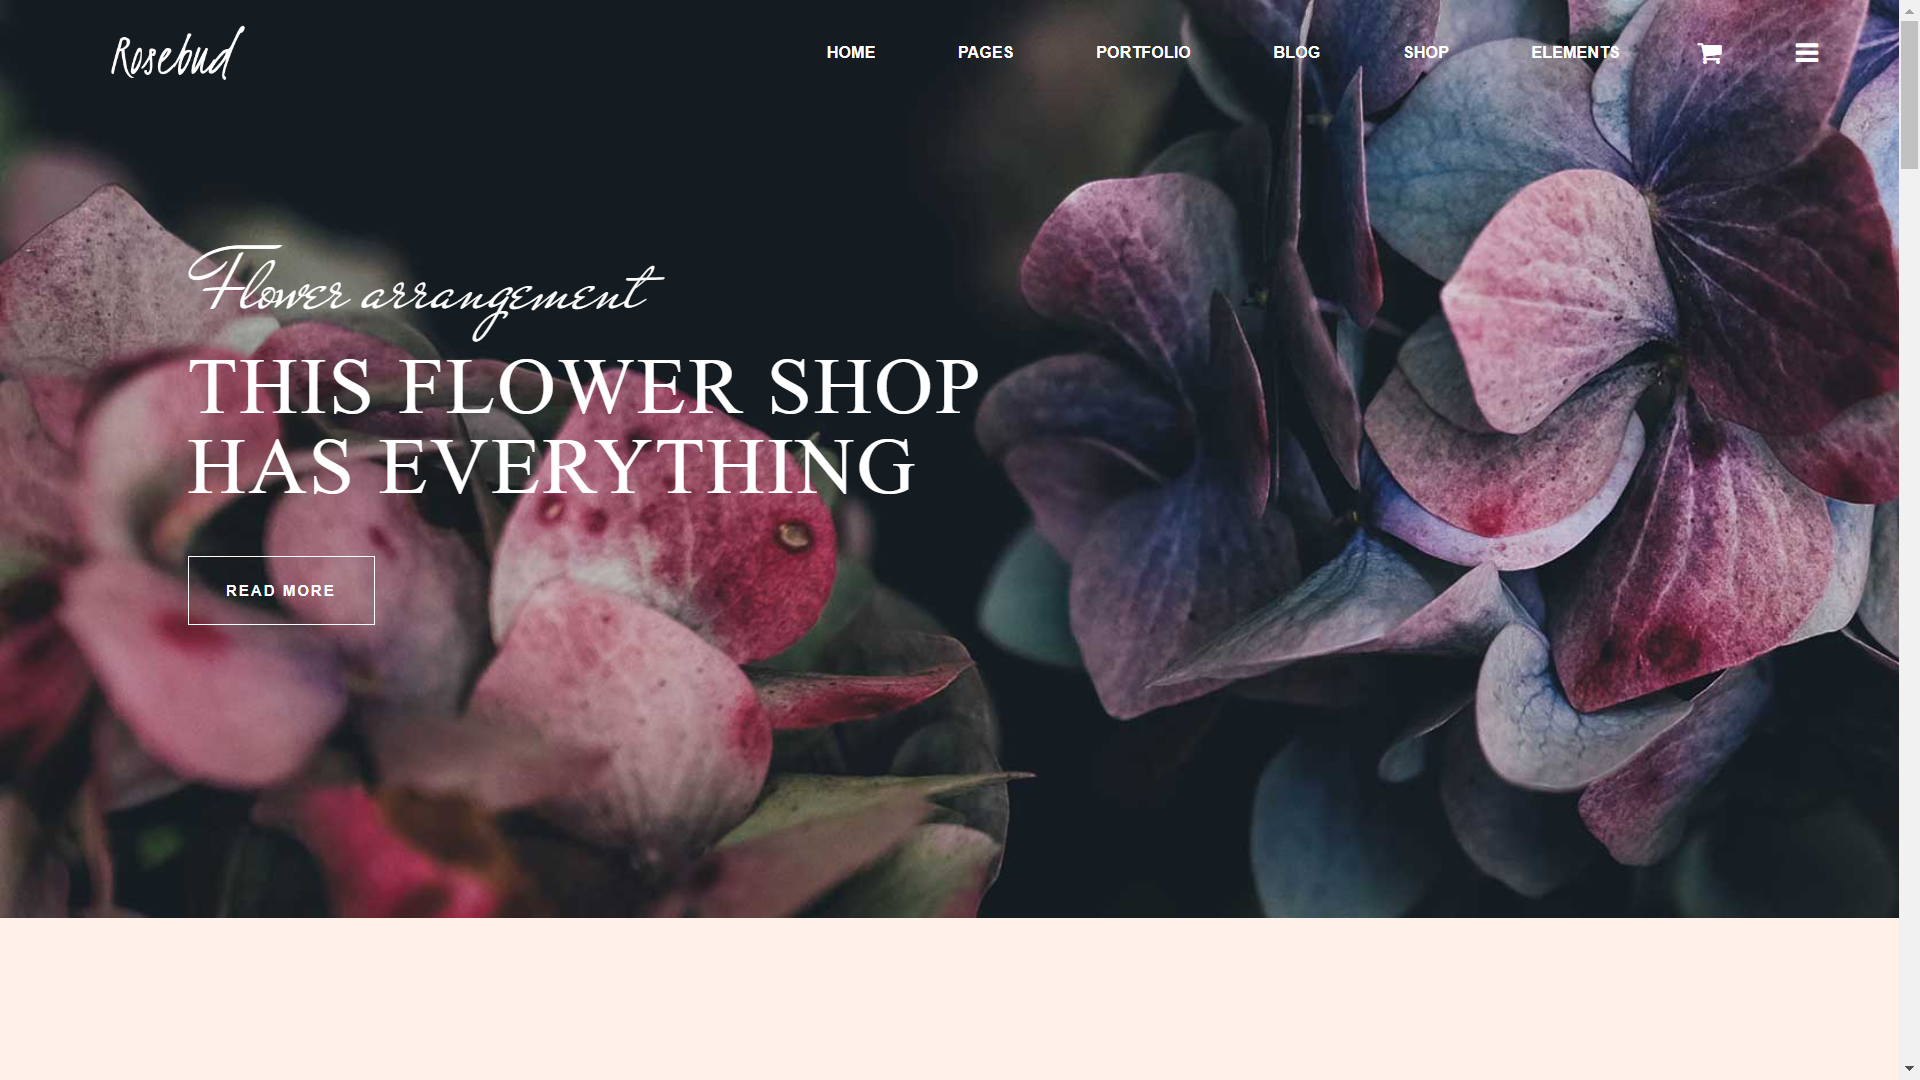 Rosebud
HOME PAGES PORTFOLIO BLOG SHOP ELEMENTS
Flower arrangement
THIS FLOWER SHOP
HAS EVERYTHING
READ MORE